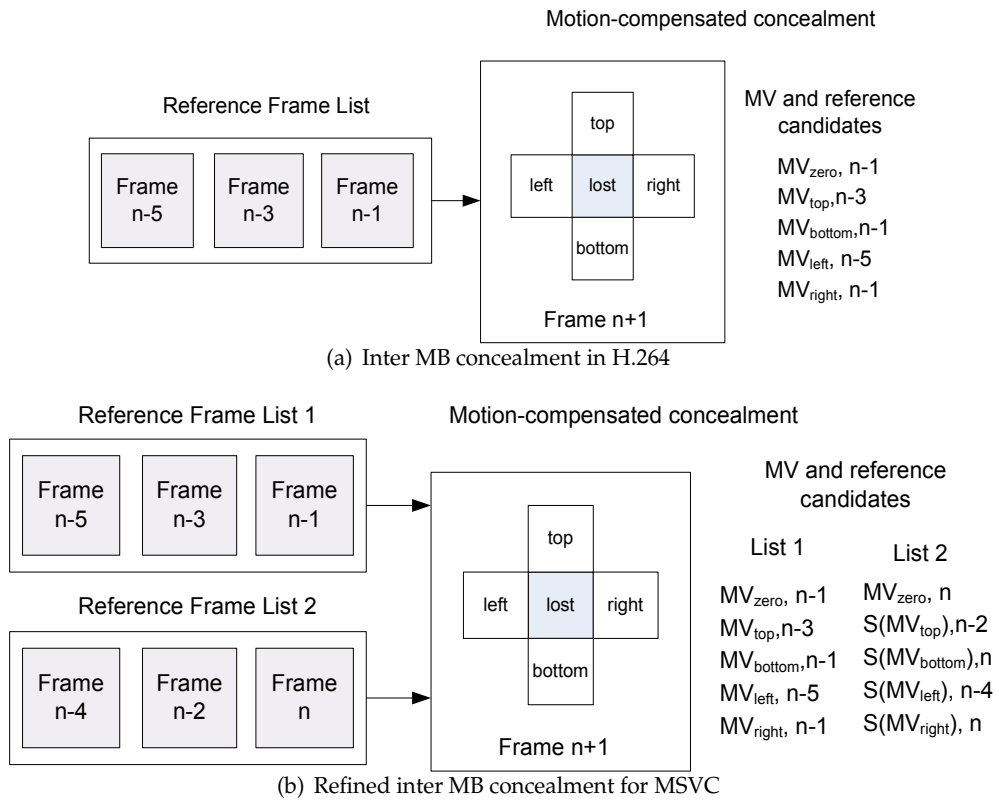 Motion-compensated concealment
Reference Frame List
MV and reference
candidates
Frame
n-5
Frame
n-3
Frame
n-1
top
left
lost
right
bottom
Frame n+1
MVzero, n-1
MVtop,n-3
MVbottom,n-1
MVleft, n-5
MVright, n-1
(a) Inter MB concealment in H.264
Reference Frame List 1
Motion-compensated concealment
Frame
n-5
Frame
n-3
Frame
n-1
Reference Frame List 2
Frame
n-4
Frame
n-2
Frame
n
top
left
lost
right
bottom
Frame n+1
MV and reference
candidates
List 1
MVzero, n-1
MVtop,n-3
MVbottom,n-1
MVleft, n-5
MVright, n-1
List 2
MVzero, n
S(MVtop),n-2
S(MVbottom),n
S(MVleft), n-4
S(MVright), n
(b) Refined inter MB concealment for MSVC